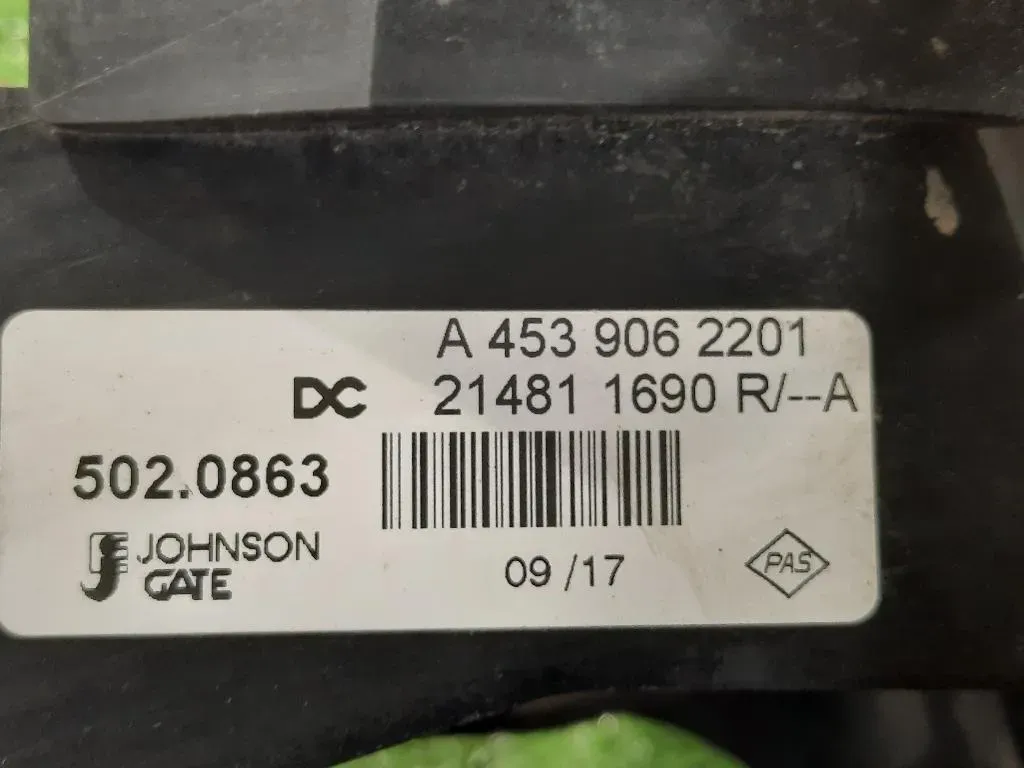 A 453 906 2201
DC 21481 1690 R/--A
502.0863
JOHNSON
GATE
09 /17
PAS